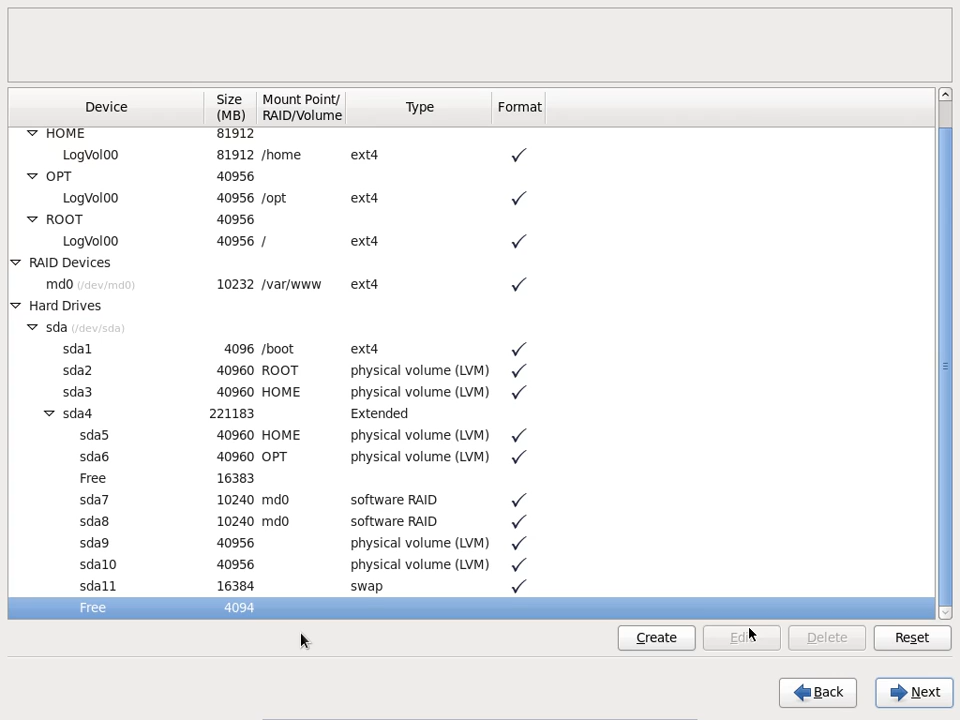 Device Size (MB) Mount Point/ RAID/Volume Type Format
HOME 81912
LogVol00 81912 /home ext4
OPT 40956
LogVol00 40956 /opt ext4
ROOT 40956
LogVol00 40956 / ext4
RAID Devices
md0 (/dev/md0) 10232 /var/www ext4
Hard Drives
sda (/dev/sda)
sda1 4096 /boot ext4
sda2 40960 ROOT physical volume (LVM)
sda3 40960 HOME physical volume (LVM)
sda4 221183 Extended
sda5 40960 HOME physical volume (LVM)
sda6 40960 OPT physical volume (LVM)
Free 16383
sda7 10240 md0 software RAID
sda8 10240 md0 software RAID
sda9 40956 physical volume (LVM)
sda10 40956 physical volume (LVM)
sda11 16384 swap
Free 4094
Create Edit Delete Reset
Back Next